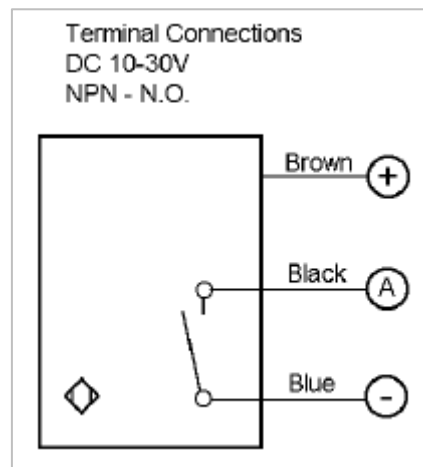 Terminal Connections
DC 10-30V
NPN - N.O.
Brown +
Black A
Blue -